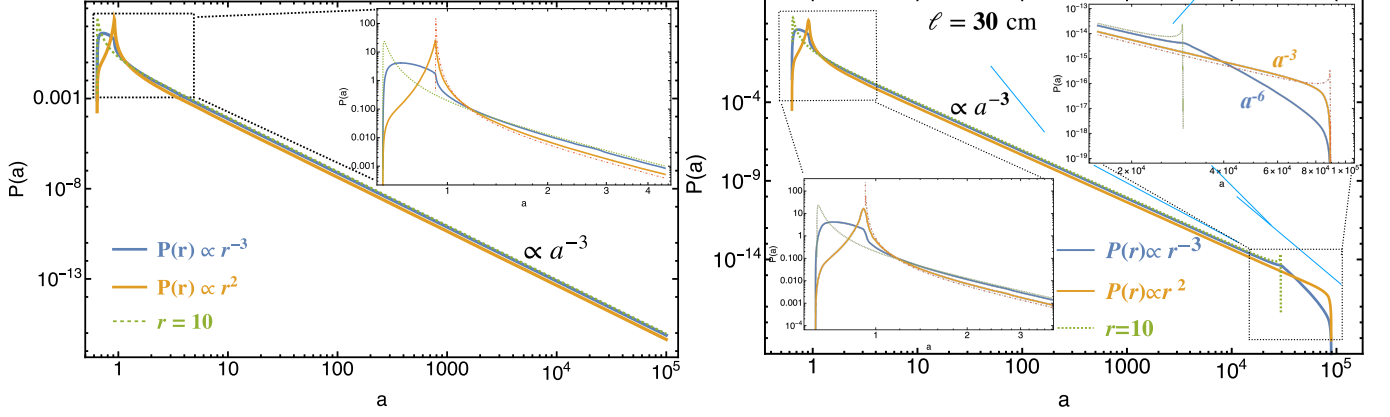 P(a)
0.001
10^-8
10^-13
1
10
100
1000
10^4
10^5
a
∝ a^-3
P(r) ∝ r^-3
P(r) ∝ r^2
r = 10
P(a)
100
10
1
0.100
0.010
0.001
1
2
3
4
a
P(a)
10^-4
10^-9
10^-14
1
10
100
1000
10^4
10^5
a
ℓ = 30 cm
∝ a^-3
P(r)∝ r^-3
P(r)∝r^2
r=10
P(a)
10^-13
10^-14
10^-15
10^-16
10^-17
10^-18
10^-19
2×10^4
4×10^4
6×10^4
8×10^4
1×10^5
a
a^-3
a^-6
P(a)
100
10
1
0.100
0.010
0.001
10^-4
1
2
3
a